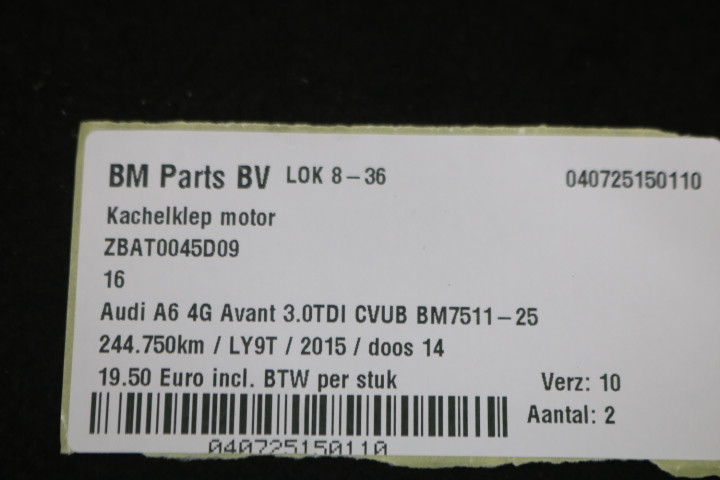 BM Parts BV LOK 8-36 040725150110
Kachelklep motor
ZBAT0045D09
16
Audi A6 4G Avant 3.0TDI CVUB BM7511-25
244.750km / LY9T / 2015 / doos 14
19.50 Euro incl. BTW per stuk Verz: 10
Aantal: 2
040725150110